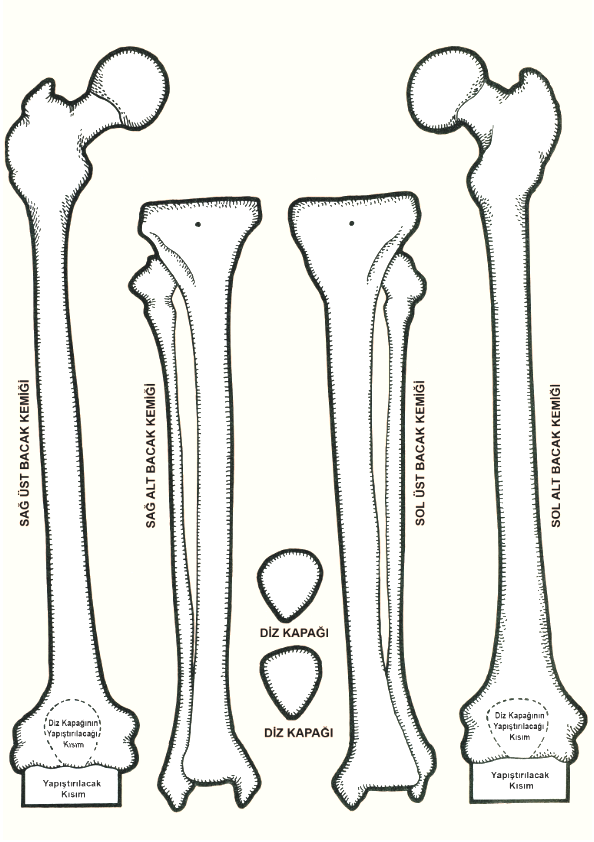 SAĞ ÜST BACAK KEMİĞİ
SAĞ ALT BACAK KEMİĞİ
SOL ÜST BACAK KEMİĞİ
SOL ALT BACAK KEMİĞİ
DİZ KAPAĞI
DİZ KAPAĞI
Diz Kapağının
Yapıştırılacağı
Kısım
Yapıştırılacak
Kısım
Diz Kapağının
Yapıştırılacağı
Kısım
Yapıştırılacak
Kısım